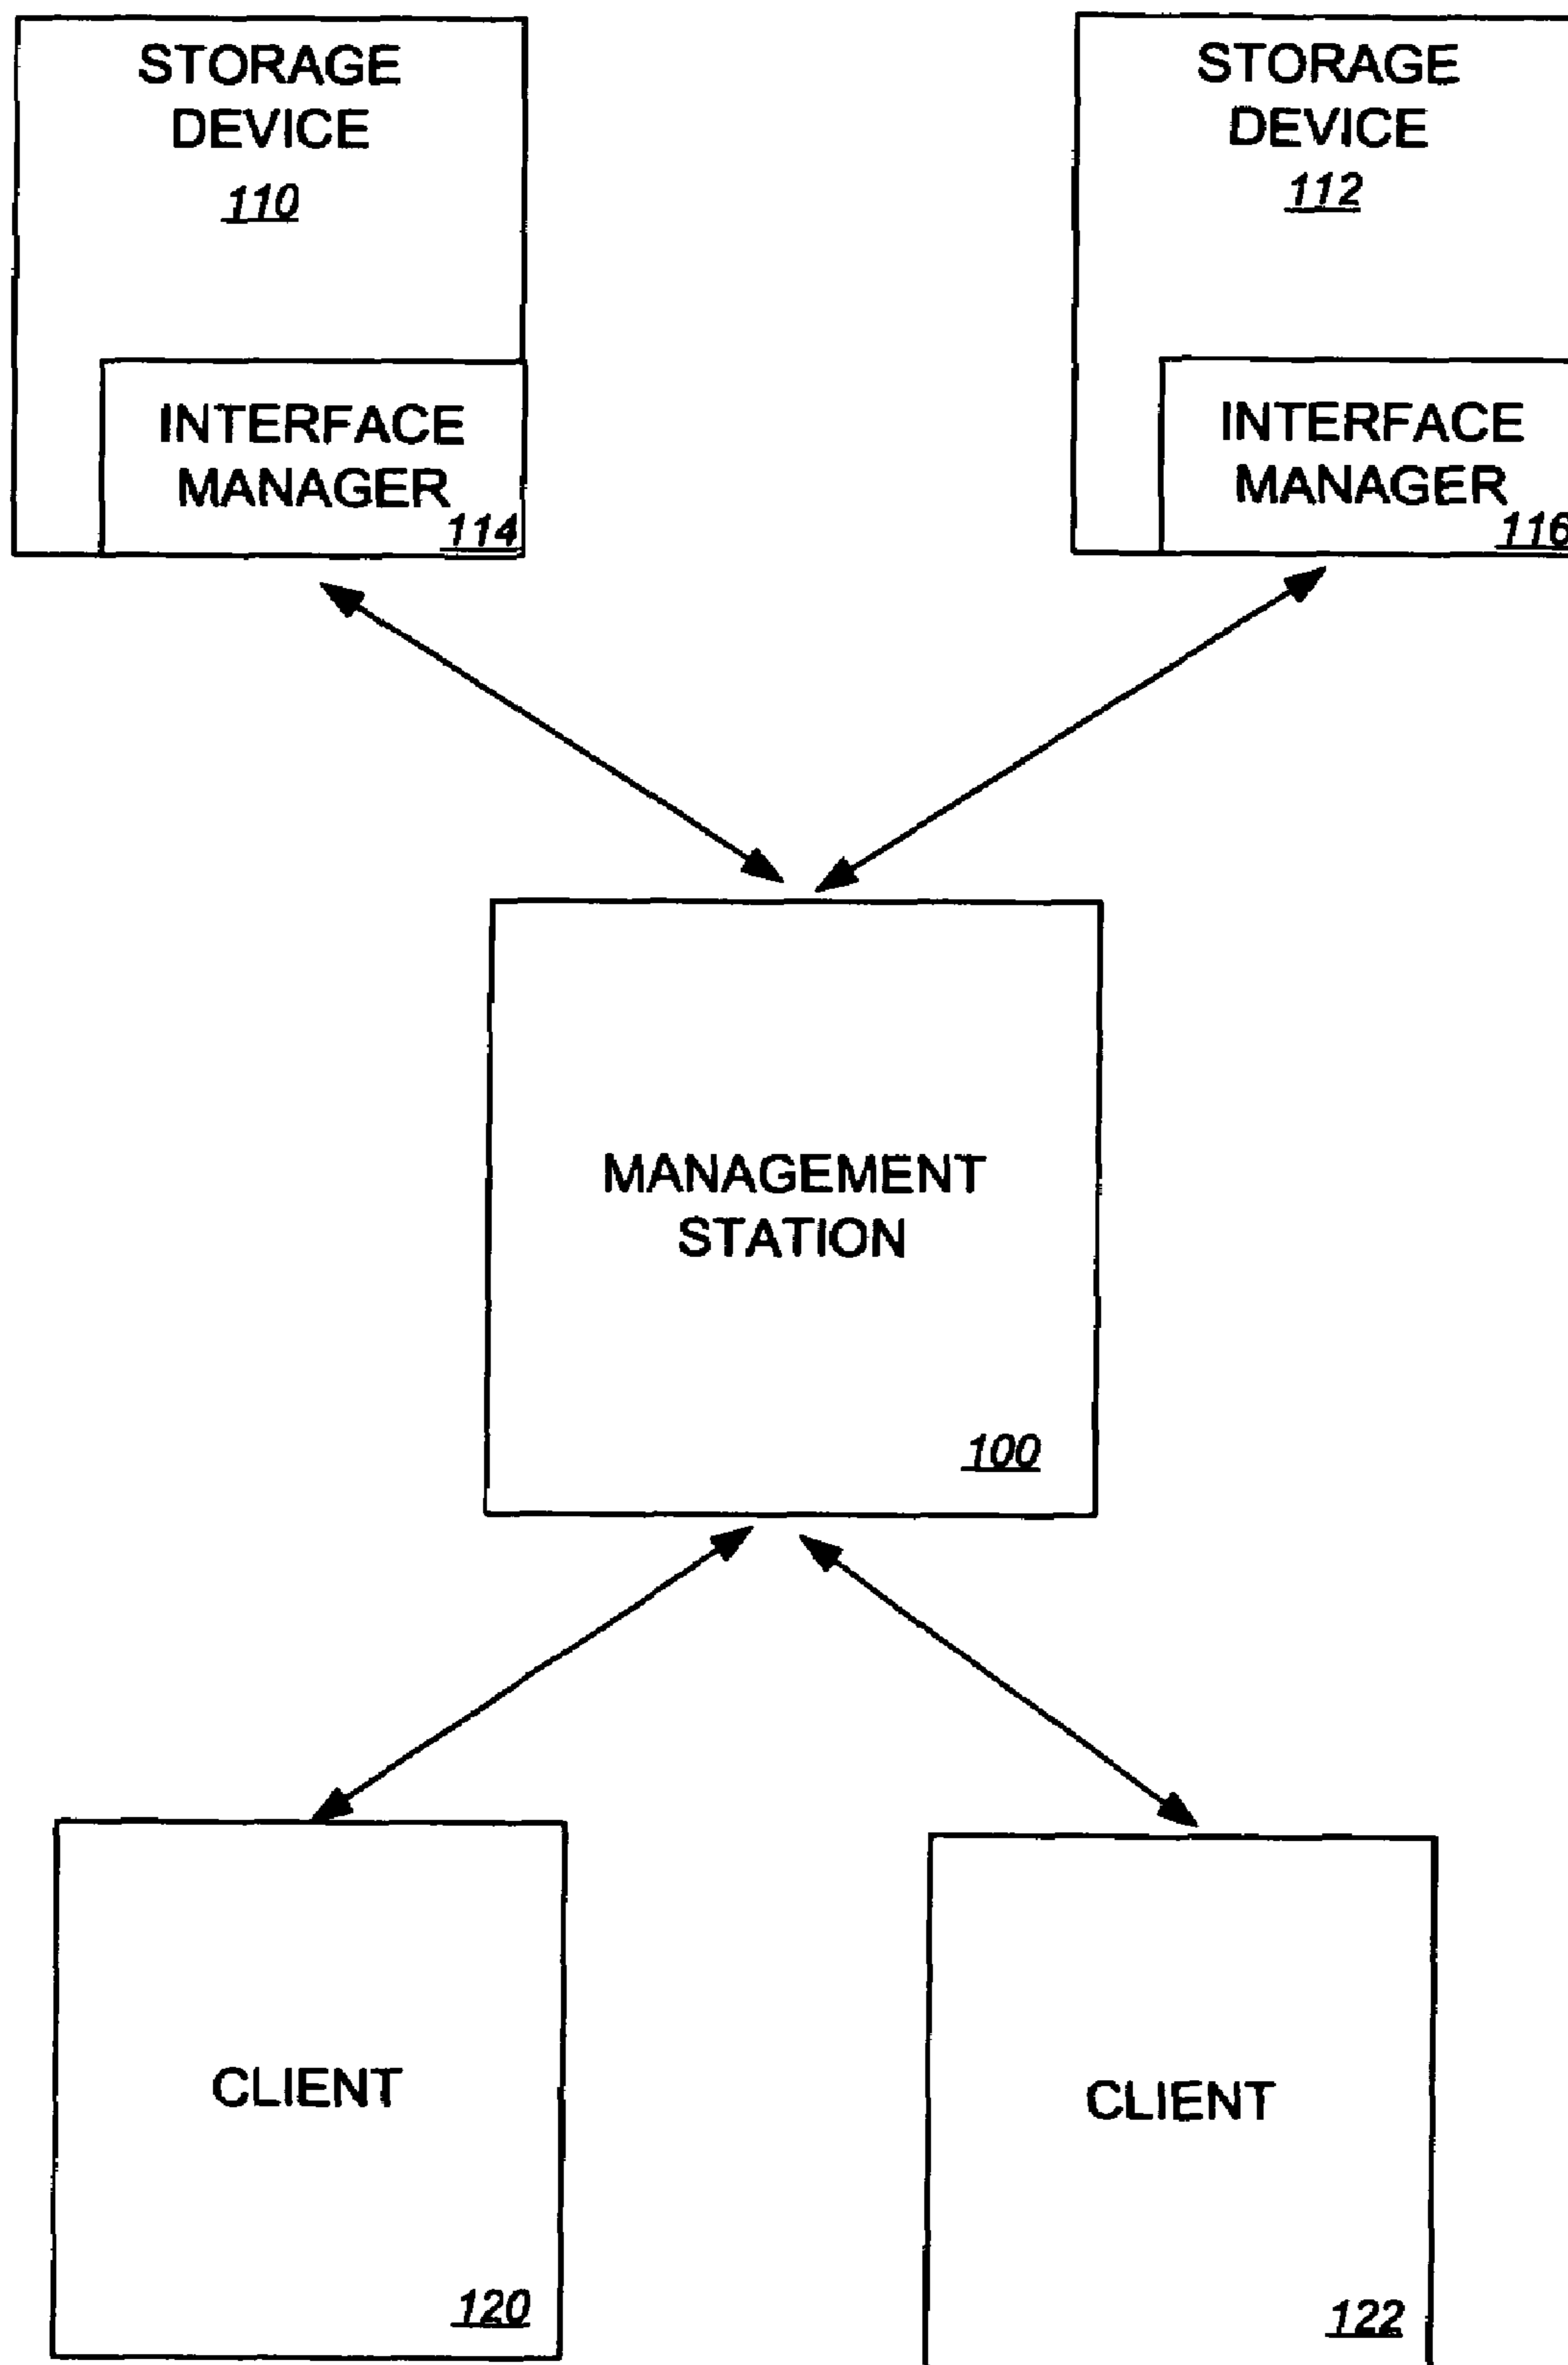 STORAGE
DEVICE
110
INTERFACE
MANAGER
114
STORAGE
DEVICE
112
INTERFACE
MANAGER
116
MANAGEMENT
STATION
100
CLIENT
120
CLIENT
122